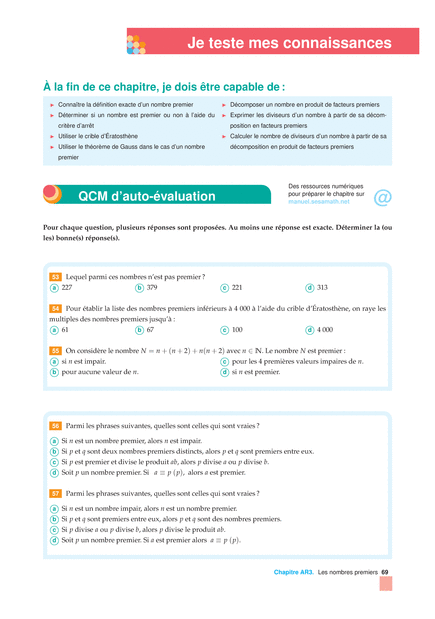 Je teste mes connaissances
À la fin de ce chapitre, je dois être capable de :
▶ Connaître la définition exacte d'un nombre premier
▶ Déterminer si un nombre est premier ou non à l'aide du
critère d'arrêt
▶ Utiliser le crible d'Ératosthène
▶ Utiliser le théorème de Gauss dans le cas d'un nombre
premier
▶ Décomposer un nombre en produit de facteurs premiers
▶ Exprimer les diviseurs d'un nombre à partir de sa décom-
position en facteurs premiers
▶ Calculer le nombre de diviseurs d'un nombre à partir de sa
décomposition en produit de facteurs premiers
QCM d'auto-évaluation
Des ressources numériques
pour préparer le chapitre sur
manuel.sesamath.net
@
Pour chaque question, plusieurs réponses sont proposées. Au moins une réponse est exacte. Déterminer la (ou
les) bonne(s) réponse(s).
53 Lequel parmi ces nombres n'est pas premier ?
a 227 b 379 c 221 d 313
54 Pour établir la liste des nombres premiers inférieurs à 4 000 à l'aide du crible d'Ératosthène, on raye les
multiples des nombres premiers jusqu'à :
a 61 b 67 c 100 d 4 000
55 On considère le nombre N = n + (n + 2) + n(n + 2) avec n ∈ ℕ. Le nombre N est premier :
a si n est impair. c pour les 4 premières valeurs impaires de n.
b pour aucune valeur de n. d si n est premier.
56 Parmi les phrases suivantes, quelles sont celles qui sont vraies ?
a Si n est un nombre premier, alors n est impair.
b Si p et q sont deux nombres premiers distincts, alors p et q sont premiers entre eux.
c Si p est premier et divise le produit ab, alors p divise a ou p divise b.
d Soit p un nombre premier. Si a ≡ p (p), alors a est premier.
57 Parmi les phrases suivantes, quelles sont celles qui sont vraies ?
a Si n est un nombre impair, alors n est un nombre premier.
b Si p et q sont premiers entre eux, alors p et q sont des nombres premiers.
c Si p divise a ou p divise b, alors p divise le produit ab.
d Soit p un nombre premier. Si a est premier alors a ≡ p (p).
Chapitre AR3. Les nombres premiers 69